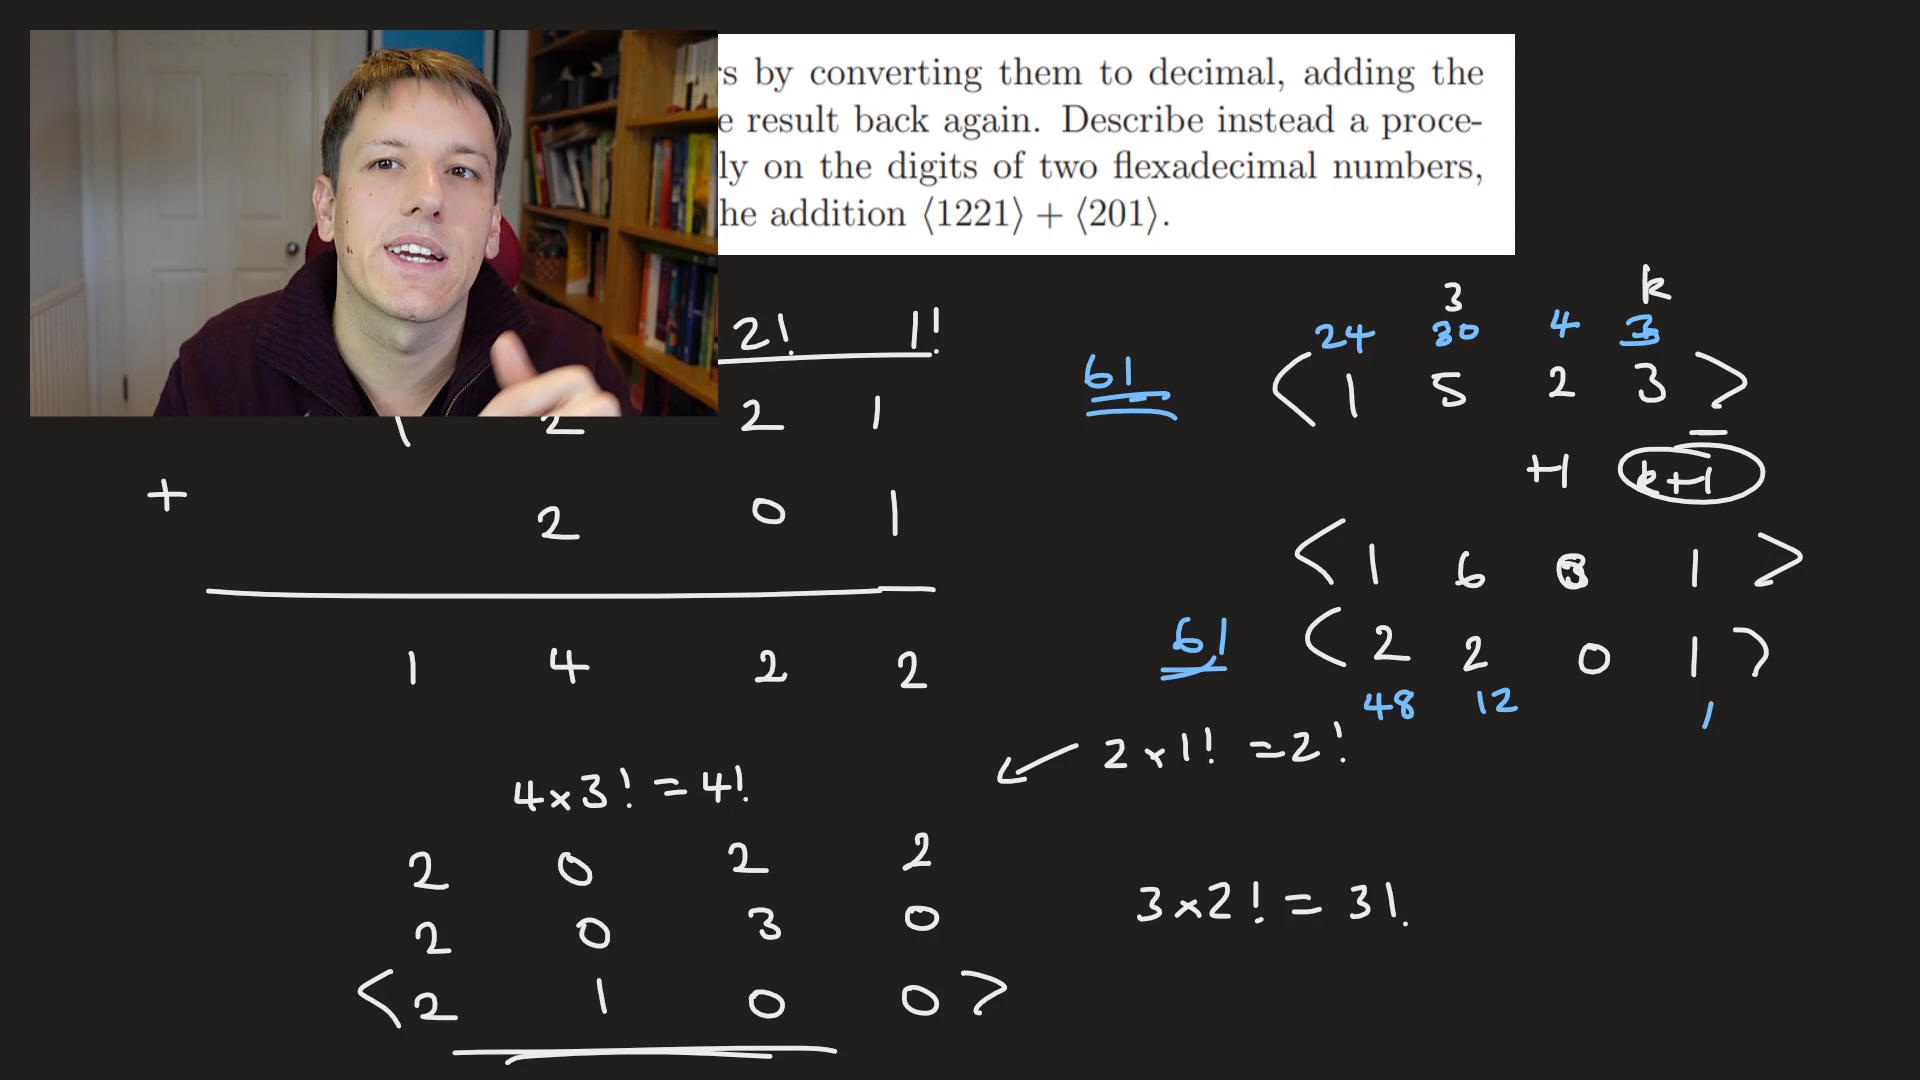 s by converting them to decimal, adding the
e result back again. Describe instead a proce-
ly on the digits of two flexadecimal numbers,
he addition ⟨1221⟩ + ⟨201⟩.
2! 1!
1 2 2 1
+ 2 0 1
1 4 2 2
4 × 3! = 4!
2 0 2 2
2 0 3 0
< 2 1 0 0 >
3 k
24 30 4 3
61 < 1 5 2 3 >
+1 k+1
< 1 6 3 1 >
61 < 2 2 0 1 >
48 12 1
2 × 1! = 2!
3 × 2! = 3!